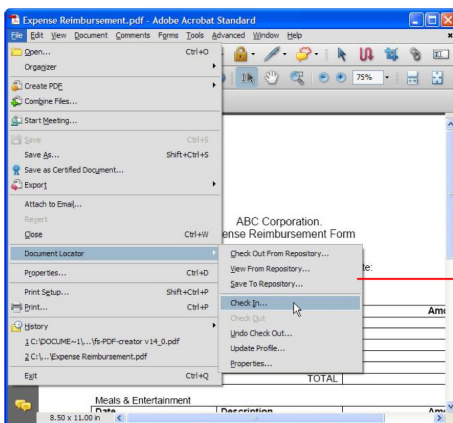 Expense Reimbursement.pdf - Adobe Acrobat Standard
File Edit View Document Comments Forms Tools Advanced Window Help
Open... Ctrl+O
Organizer
Create PDF
Combine Files...
Start Meeting...
Save Ctrl+S
Save As... Shift+Ctrl+S
Save as Certified Document...
Export
Attach to Email...
Revert
Close Ctrl+W
Document Locator
Properties... Ctrl+D
Print Setup... Shift+Ctrl+P
Print... Ctrl+P
History
1 C:\DOCUME~1\...\fs-PDF-creator v14_0.pdf
2 C:\...\Expense Reimbursement.pdf
Exit Ctrl+Q
75%
ABC Corporation.
ense Reimbursement Form
Check Out From Repository...
View From Repository...
Save To Repository...
Check In...
Check Out
Undo Check Out...
Update Profile...
Properties...
te:
Amo
TOTAL
Meals & Entertainment
Date Description Amo
8.50 x 11.00 in